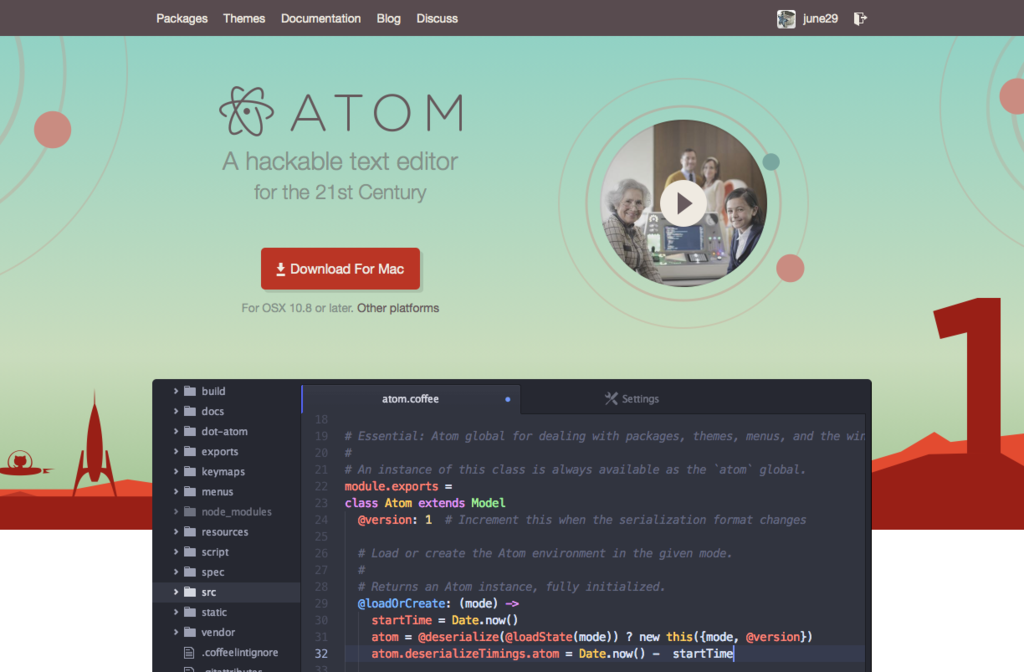 Packages Themes Documentation Blog Discuss june29
ATOM
A hackable text editor
for the 21st Century
Download For Mac
For OSX 10.8 or later. Other platforms
1
build
docs
dot-atom
exports
keymaps
menus
node_modules
resources
script
spec
src
static
vendor
.coffeelintignore
.gitattributes
atom.coffee Settings
18
19 # Essential: Atom global for dealing with packages, themes, menus, and the win
20 #
21 # An instance of this class is always available as the `atom` global.
22 module.exports =
23 class Atom extends Model
24 @version: 1 # Increment this when the serialization format changes
25
26 # Load or create the Atom environment in the given mode.
27 #
28 # Returns an Atom instance, fully initialized.
29 @loadOrCreate: (mode) ->
30 startTime = Date.now()
31 atom = @deserialize(@loadState(mode)) ? new this({mode, @version})
32 atom.deserializeTimings.atom = Date.now() - startTime
33